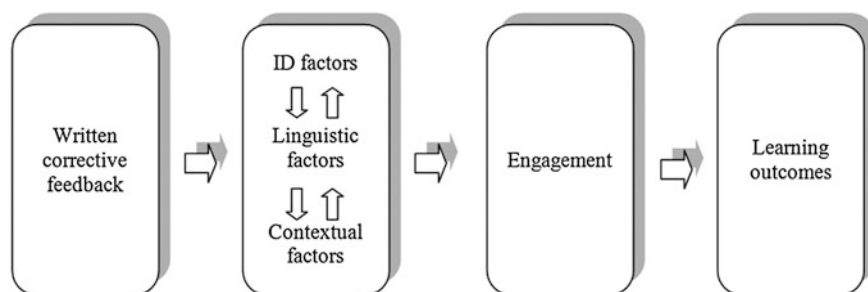 Written
corrective
feedback
ID factors
Linguistic
factors
Contextual
factors
Engagement
Learning
outcomes